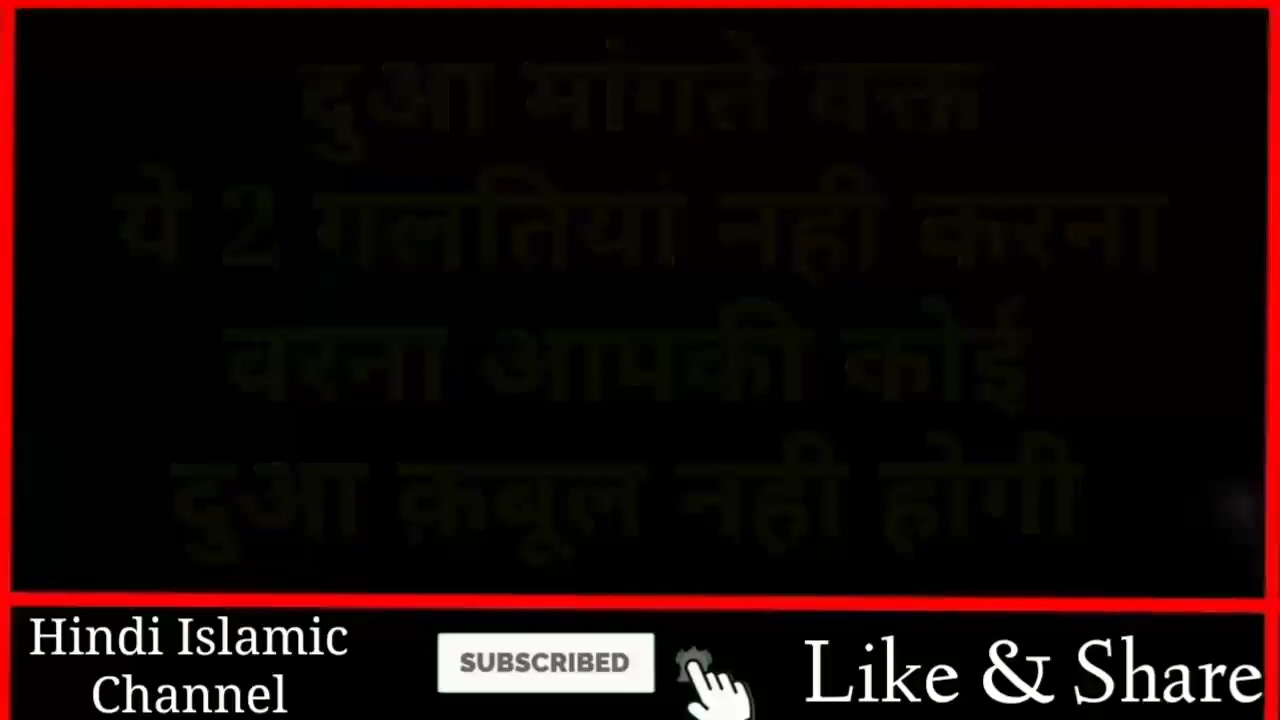 दुआ मांगते वक्त
ये 2 गलतियां नही करना
वरना आपकी कोई
दुआ क़बूल नही होगी
Hindi Islamic
Channel
SUBSCRIBED
Like & Share